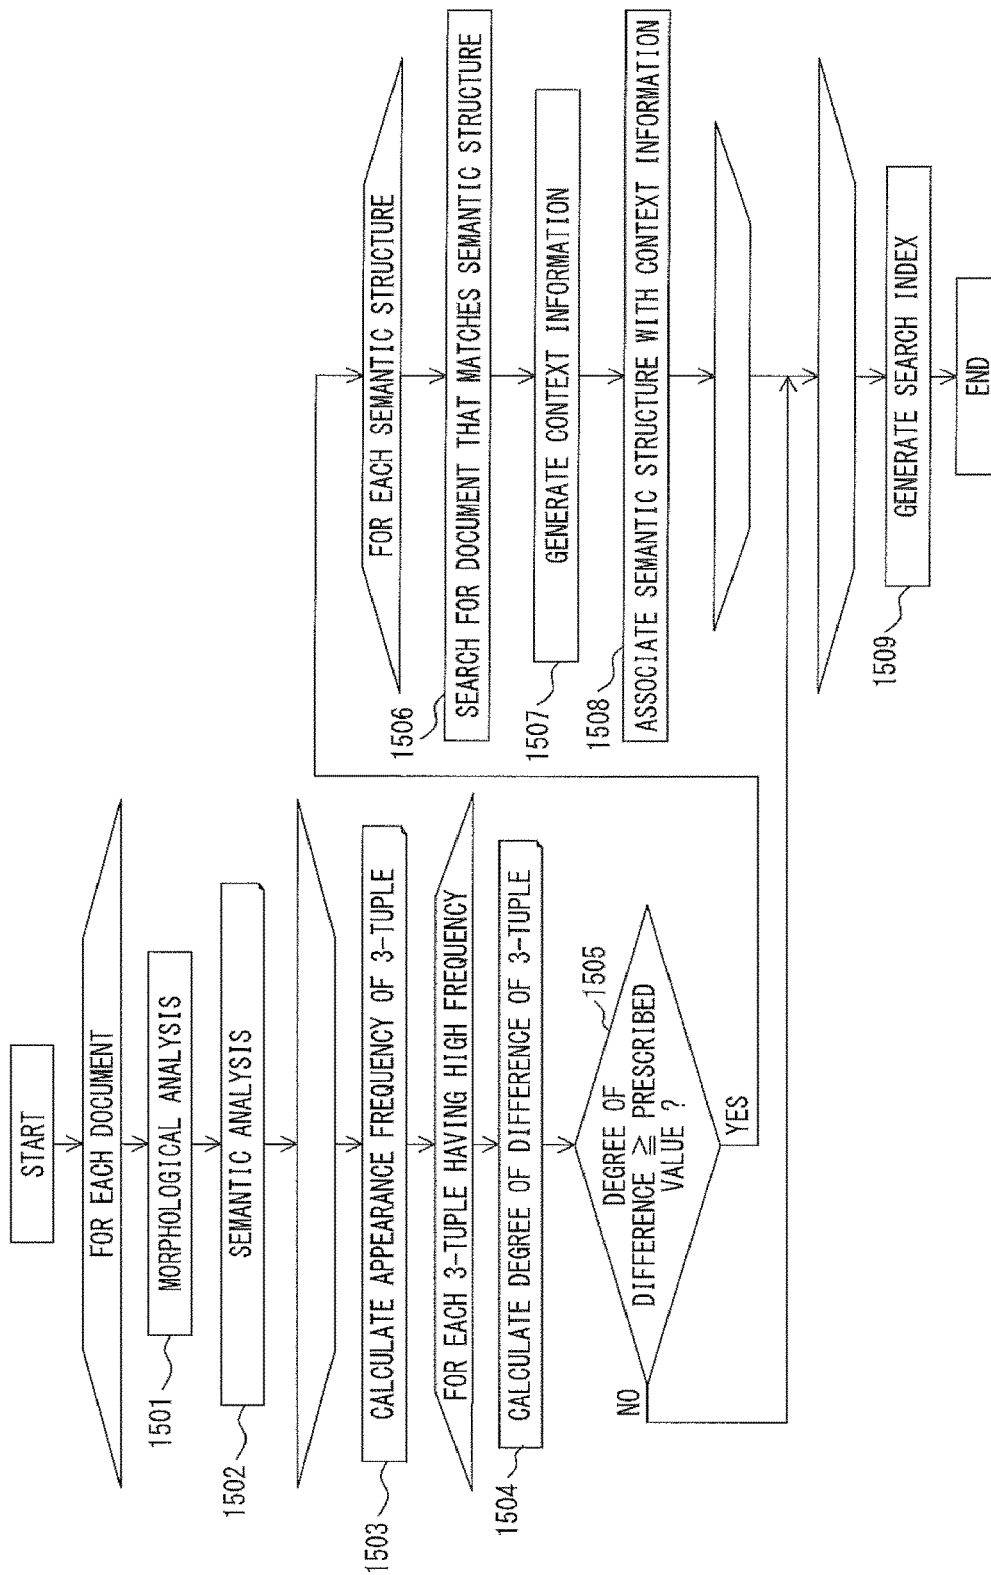 START
FOR EACH DOCUMENT
MORPHOLOGICAL ANALYSIS
1501
SEMANTIC ANALYSIS
1502
CALCULATE APPEARANCE FREQUENCY OF 3-TUPLE
1503
FOR EACH 3-TUPLE HAVING HIGH FREQUENCY
CALCULATE DEGREE OF DIFFERENCE OF 3-TUPLE
1504
DEGREE OF
DIFFERENCE ≧ PRESCRIBED
VALUE ?
1505
NO
YES
FOR EACH SEMANTIC STRUCTURE
1506
SEARCH FOR DOCUMENT THAT MATCHES SEMANTIC STRUCTURE
GENERATE CONTEXT INFORMATION
1507
1508
ASSOCIATE SEMANTIC STRUCTURE WITH CONTEXT INFORMATION
GENERATE SEARCH INDEX
1509
END